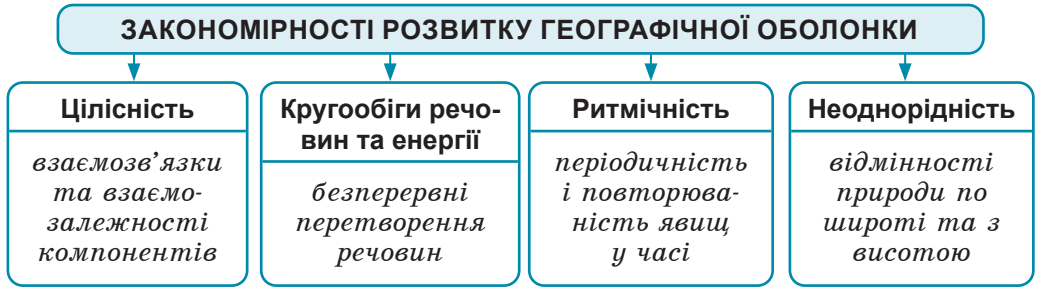 ЗАКОНОМІРНОСТІ РОЗВИТКУ ГЕОГРАФІЧНОЇ ОБОЛОНКИ
Цілісність
взаємозв’язки
та взаємо-
залежності
компонентів
Кругообіги речо-
вин та енергії
безперервні
перетворення
речовин
Ритмічність
періодичність
і повторюва-
ність явищ
у часі
Неоднорідність
відмінності
природи по
широті та з
висотою